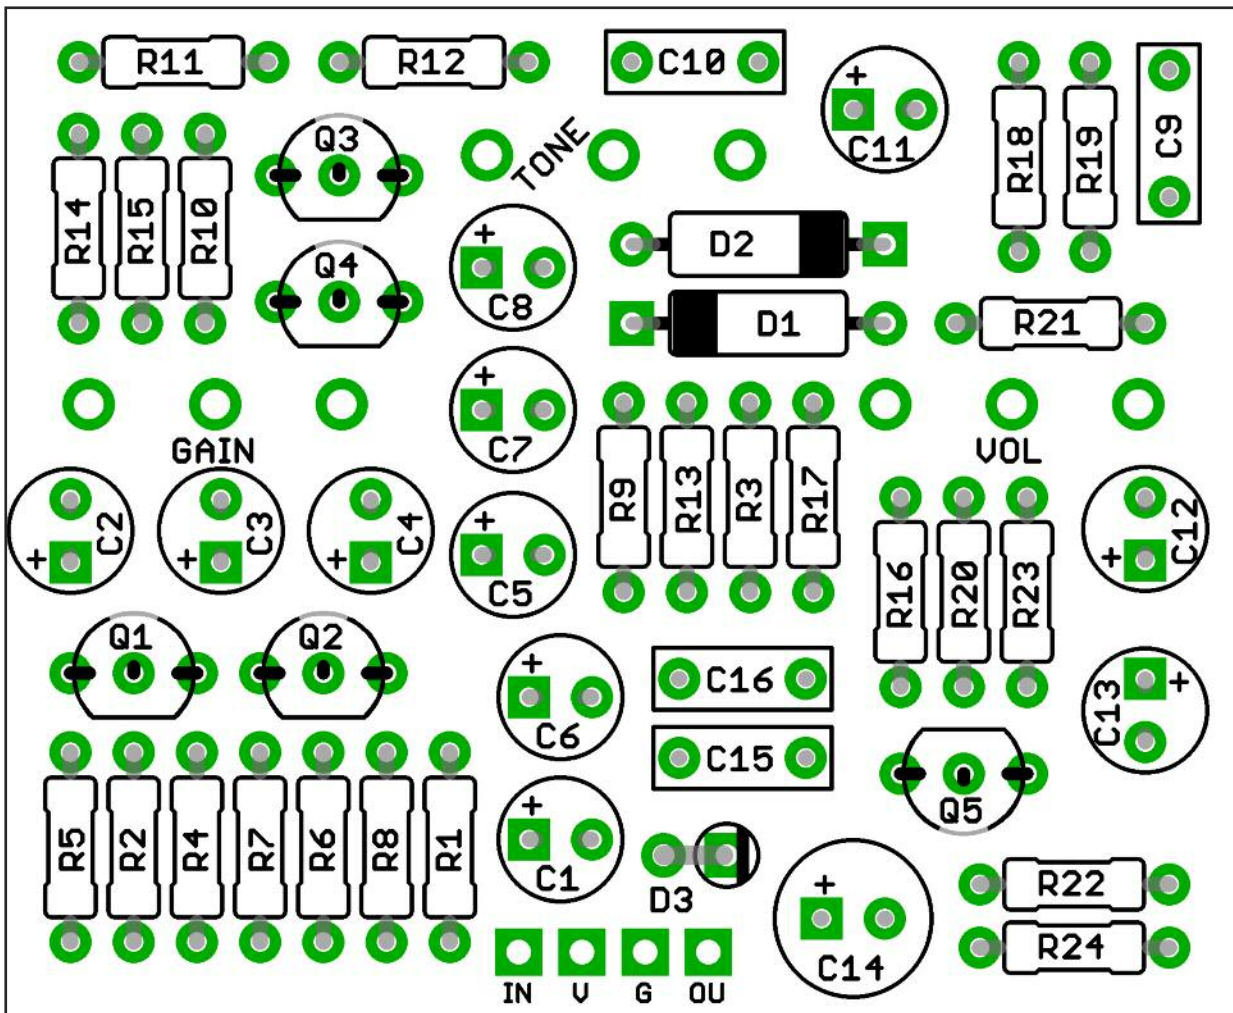 R11
R12
C10
C11
R18
R19
C9
R14
R15
R10
Q3
TONE
Q4
C8
D2
D1
R21
GAIN
C7
VOL
C2
C3
C4
C5
R9
R13
R3
R17
R16
R20
R23
C12
Q1
Q2
C6
C16
C15
C13
Q5
R5
R2
R4
R7
R6
R8
R1
C1
D3
C14
R22
R24
IN
V
G
OU
+
+
+
+
+
+
+
+
+
+
+
+